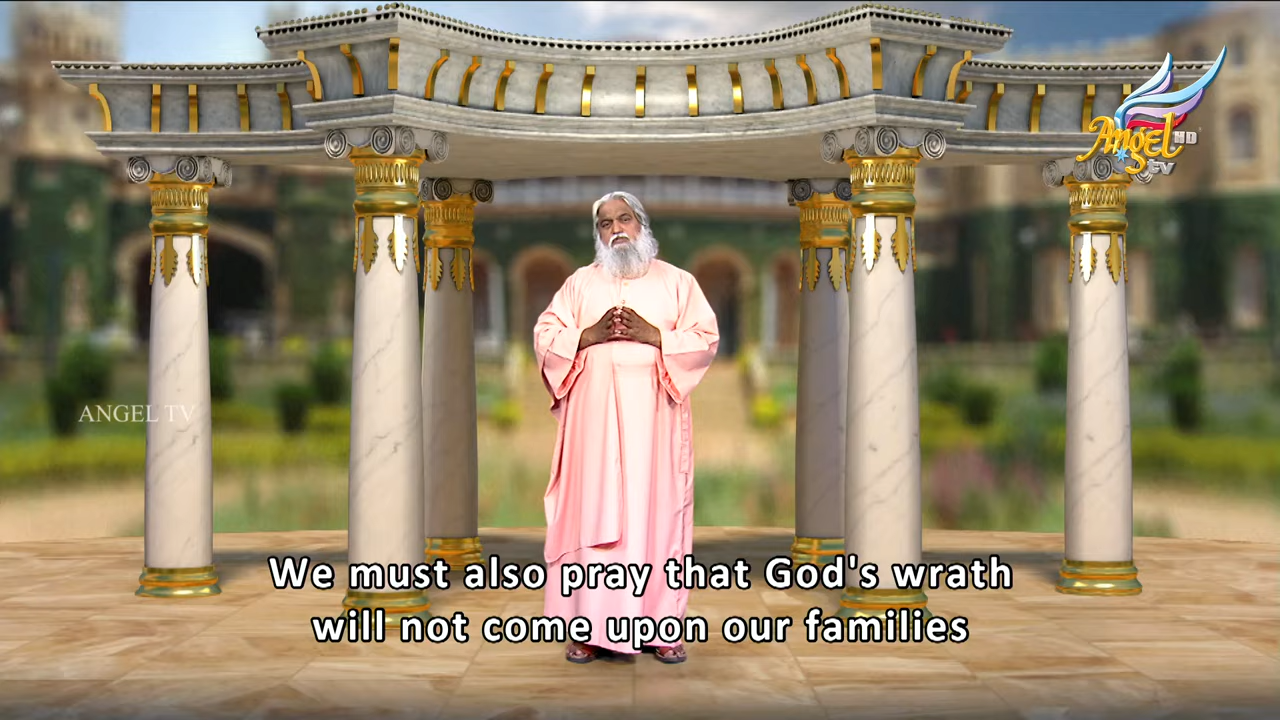 Angel HD
tv
ANGEL TV
We must also pray that God's wrath
will not come upon our families